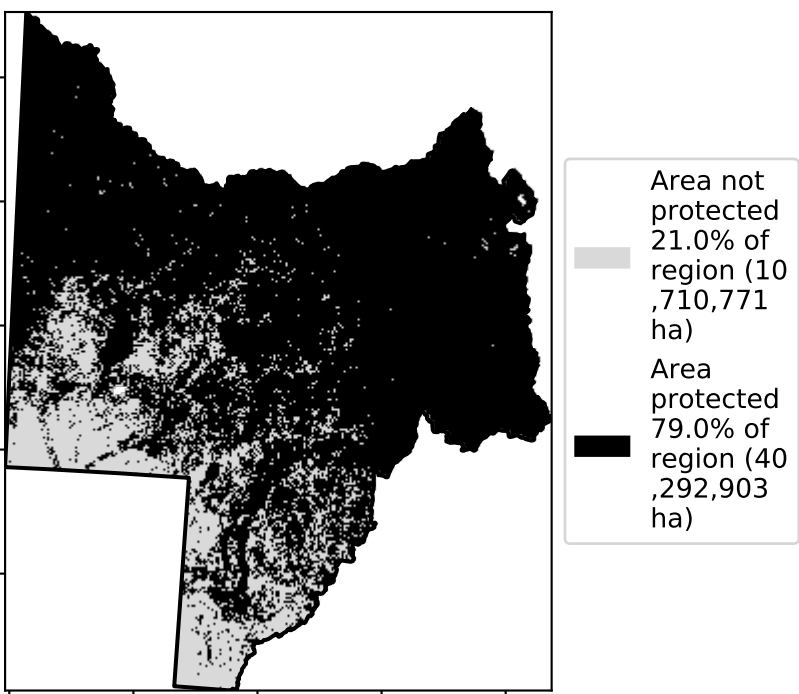 Area not
protected
21.0% of
region (10
,710,771
ha)
Area
protected
79.0% of
region (40
,292,903
ha)